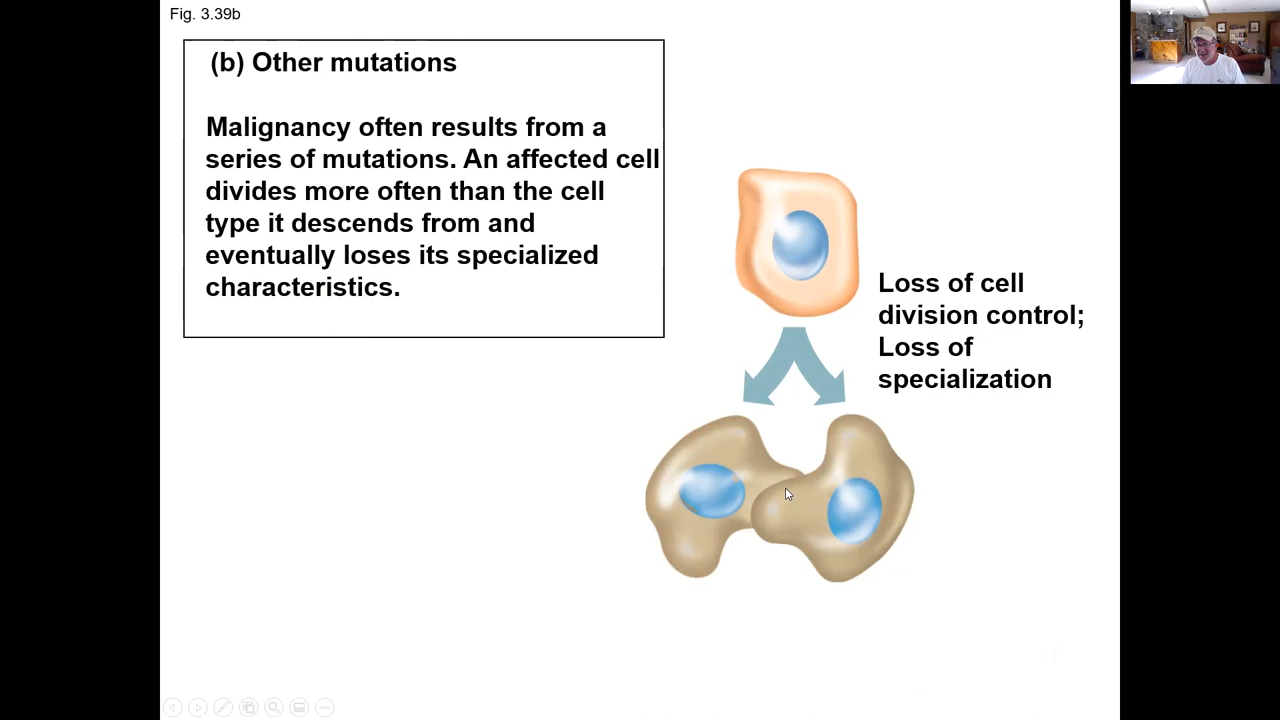 Fig. 3.39b
(b) Other mutations
Malignancy often results from a
series of mutations. An affected cell
divides more often than the cell
type it descends from and
eventually loses its specialized
characteristics.
Loss of cell
division control;
Loss of
specialization